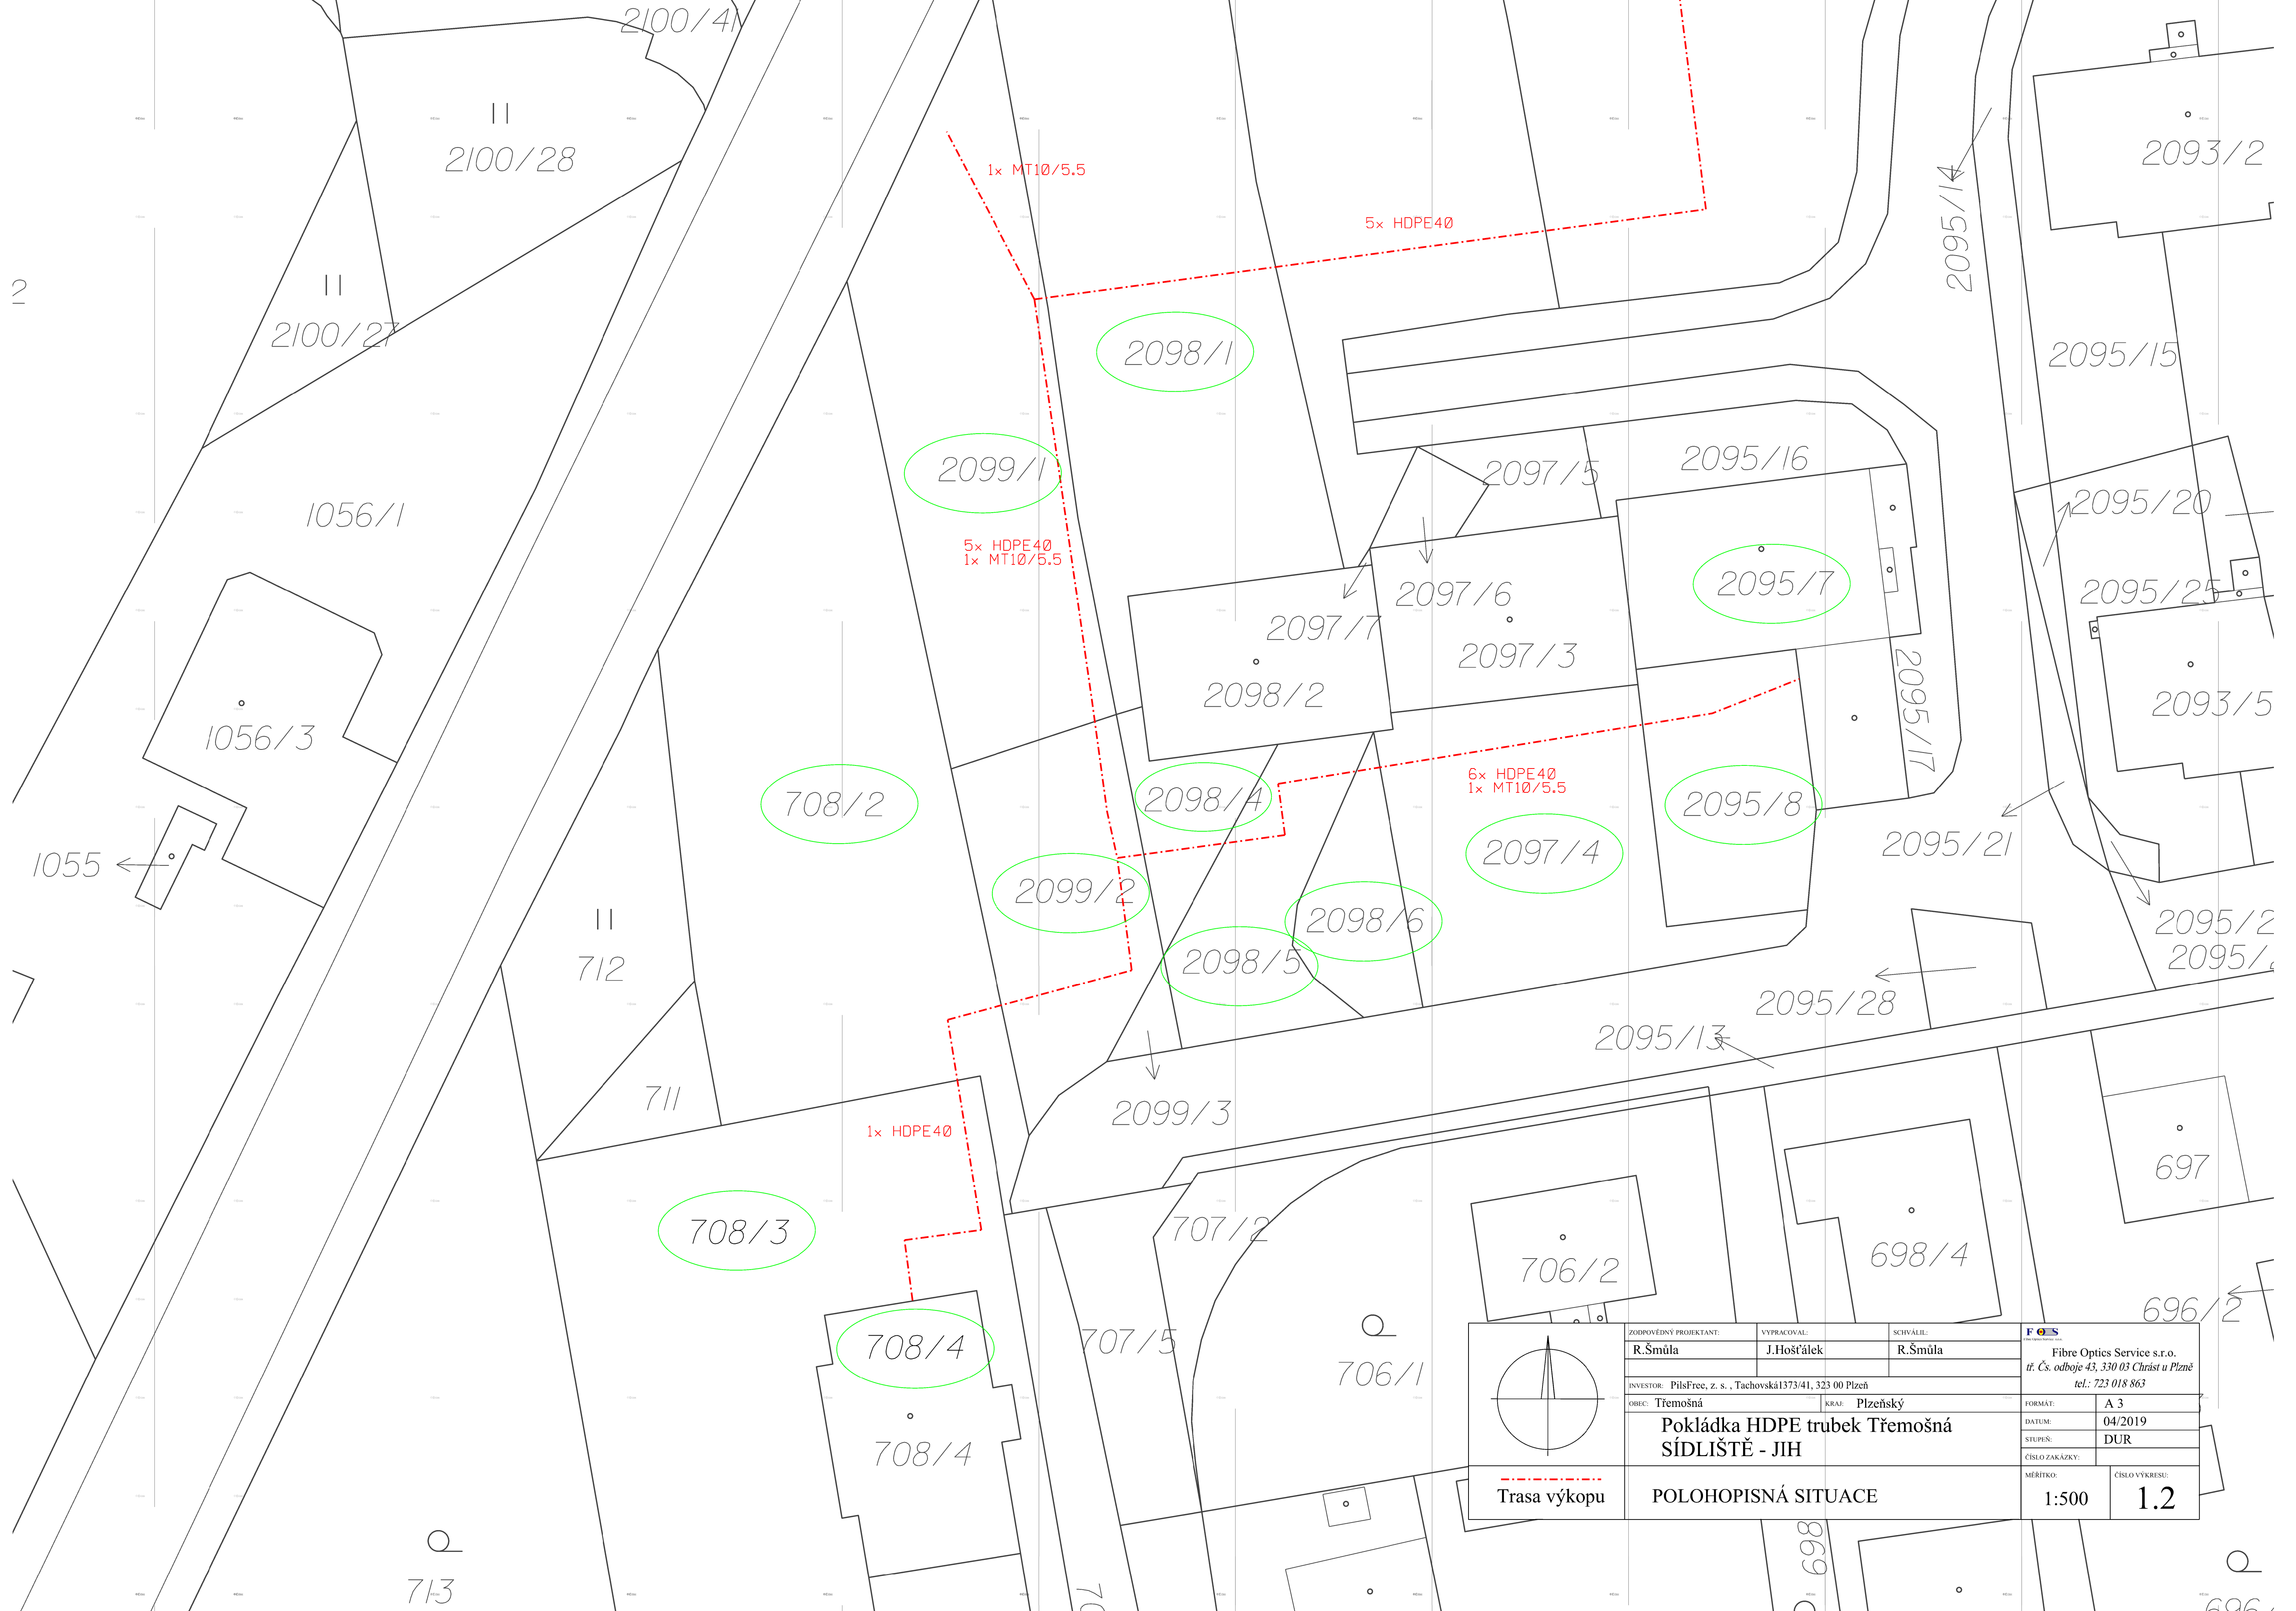 2100/41
2100/28
2093/2
1x MT10/5.5
5x HDPE40
2095/14
2
2100/27
2098/1
2095/15
2099/1
2097/5
2095/16
1056/1
2095/20
5x HDPE40
1x MT10/5.5
2097/6
2095/7
2095/25
2097/7
2097/3
2098/2
2095/17
2093/5
1056/3
6x HDPE40
1x MT10/5.5
708/2
2098/4
2095/8
2097/4
2095/21
1055
2099/2
2098/6
2095/2
2098/5
2095/
712
2095/28
2095/13
711
2099/3
1x HDPE40
697
708/3
707/2
706/2
698/4
696/2
708/4
707/5
706/1
708/4
713
698
696
ZODPOVĚDNÝ PROJEKTANT:
VYPRACOVAL:
SCHVÁLIL:
R.Šmůla
J.Hošťálek
R.Šmůla
FOS
Fibre Optics Service s.r.o.
tř. Čs. odboje 43, 330 03 Chrást u Plzně
tel.: 723 018 863
INVESTOR: PilsFree, z. s. , Tachovská1373/41, 323 00 Plzeň
OBEC: Třemošná
KRAJ: Plzeňský
Pokládka HDPE trubek Třemošná
SÍDLIŠTĚ - JIH
FORMÁT: A 3
DATUM: 04/2019
STUPEŇ: DUR
ČÍSLO ZAKÁZKY:
Trasa výkopu
POLOHOPISNÁ SITUACE
MĚŘÍTKO:
1:500
ČÍSLO VÝKRESU:
1.2